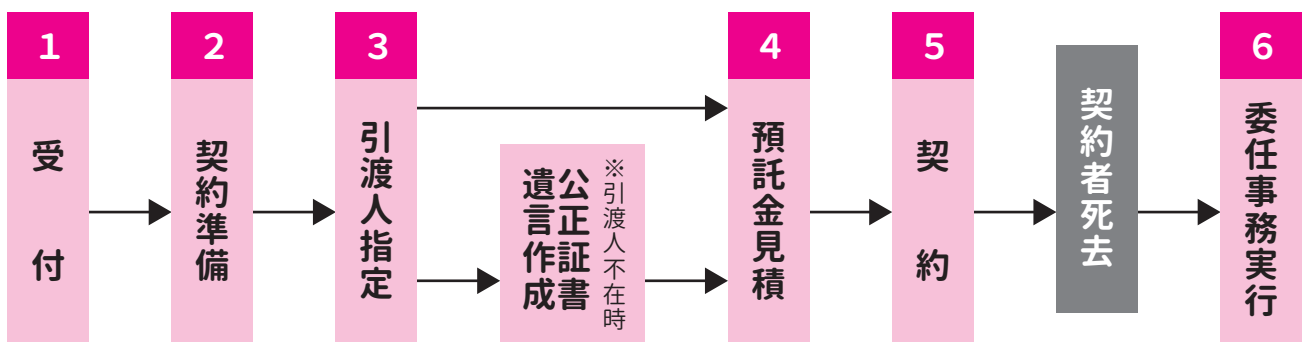 1
受付
2
契約準備
3
引渡人指定
※引渡人不在時
公正証書
遺言作成
4
預託金見積
5
契約
契約者死去
6
委任事務実行